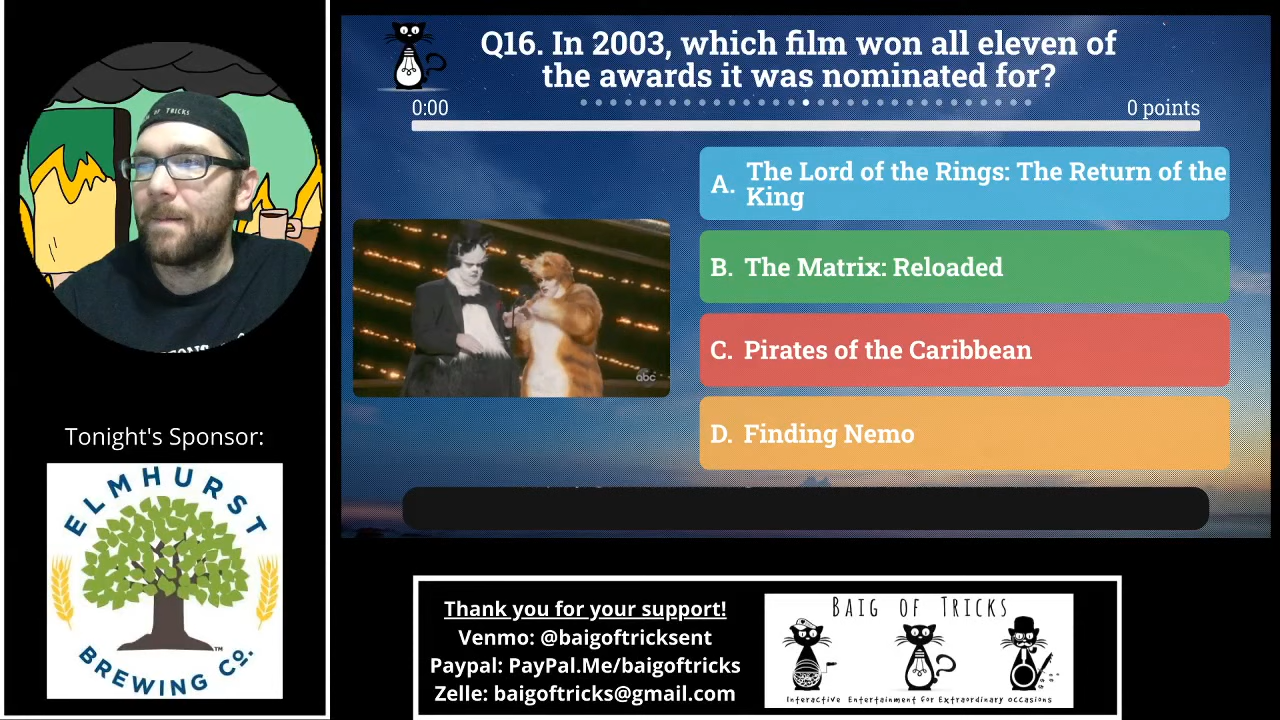 Q16. In 2003, which film won all eleven of
the awards it was nominated for?
0:00
0 points
A. The Lord of the Rings: The Return of the
King
B. The Matrix: Reloaded
C. Pirates of the Caribbean
D. Finding Nemo
abc
OF TRICKS
Tonight's Sponsor:
ELMHURST
BREWING CO.
TM
Thank you for your support!
Venmo: @baigoftricksent
Paypal: PayPal.Me/baigoftricks
Zelle: baigoftricks@gmail.com
BAIG OF TRICKS
Interactive Entertainment for Extraordinary occasions